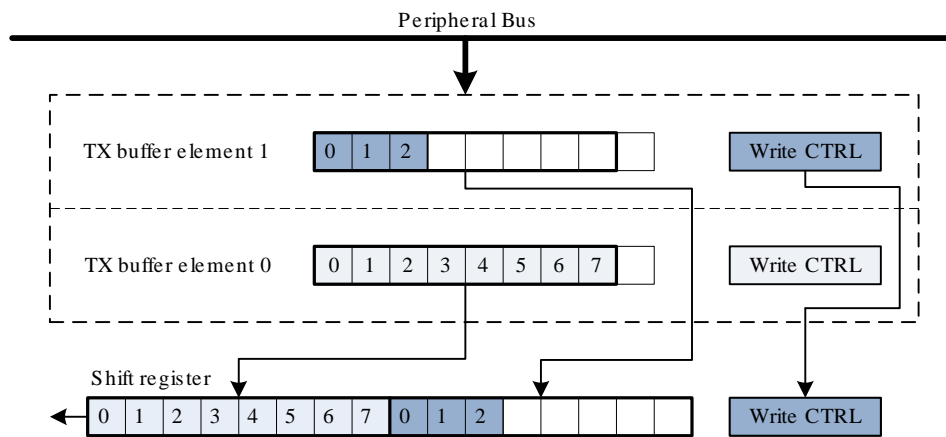 Peripheral Bus
TX buffer element 1
0 1 2
Write CTRL
TX buffer element 0
0 1 2 3 4 5 6 7
Write CTRL
Shift register
0 1 2 3 4 5 6 7 0 1 2
Write CTRL